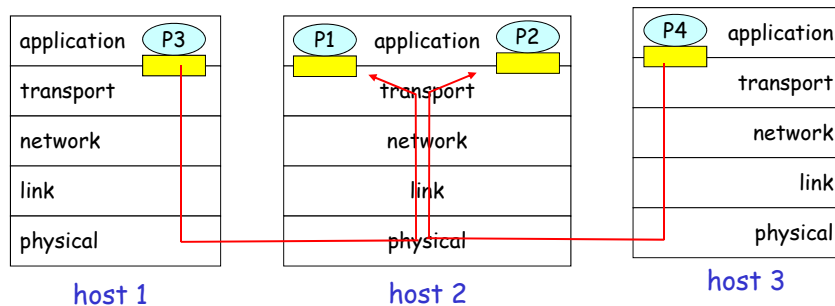 application P3
transport
network
link
physical
host 1
P1 application P2
transport
network
link
physical
host 2
P4 application
transport
network
link
physical
host 3